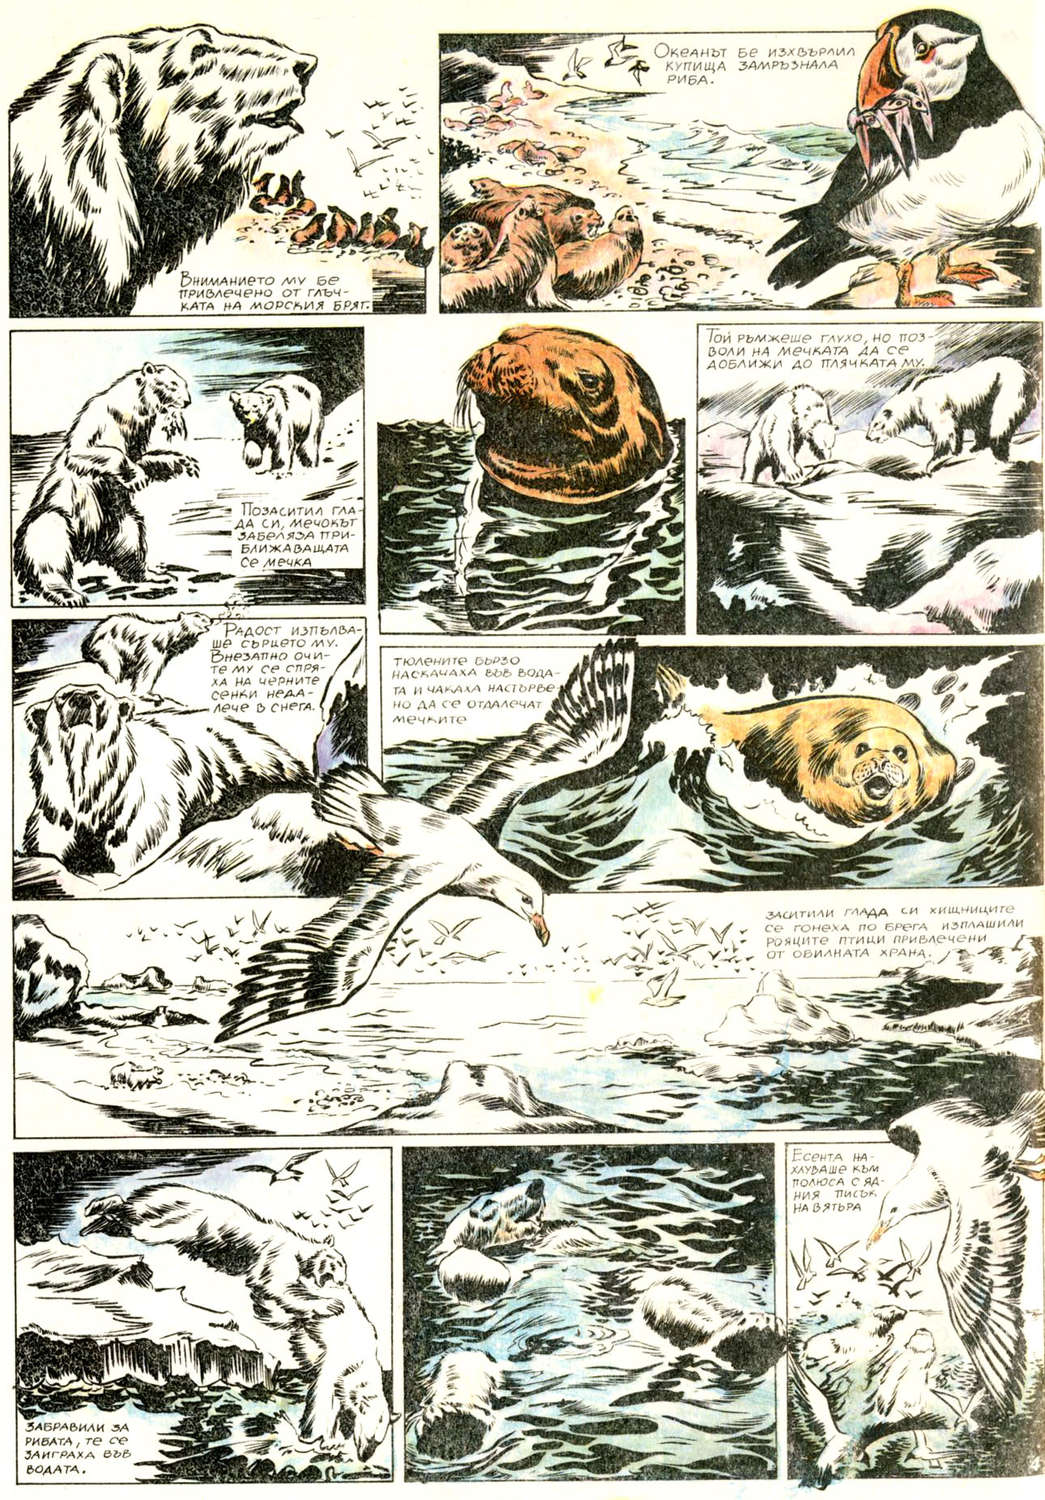 Вниманието му бе
привлечено от глъч-
ката на морския бряг.
Океанът бе изхвърлил
купища замръзнала
риба.
Позаситил гла-
да си, мечокът
забеляза при-
ближаващата
се мечка
Той ръмжеше глухо, но поз-
воли на мечката да се
доближи до плячката му.
Радост изпълва-
ше сърцето му.
Внезапно очи-
те му се спря-
ха на черните
сенки неда-
лече в снега.
Тюлените бързо
наскачаха във вода-
та и чакаха настърве-
но да се отдалечат
мечките
Заситили глада си хищниците
се гонеха по брега изплашили
рояците птици привлечени
от обилната храна.
Забравили за
рибата, те се
заиграха във
водата.
Есента на-
хлуваше към
полюса с яд-
ния писък
на вятъра
4